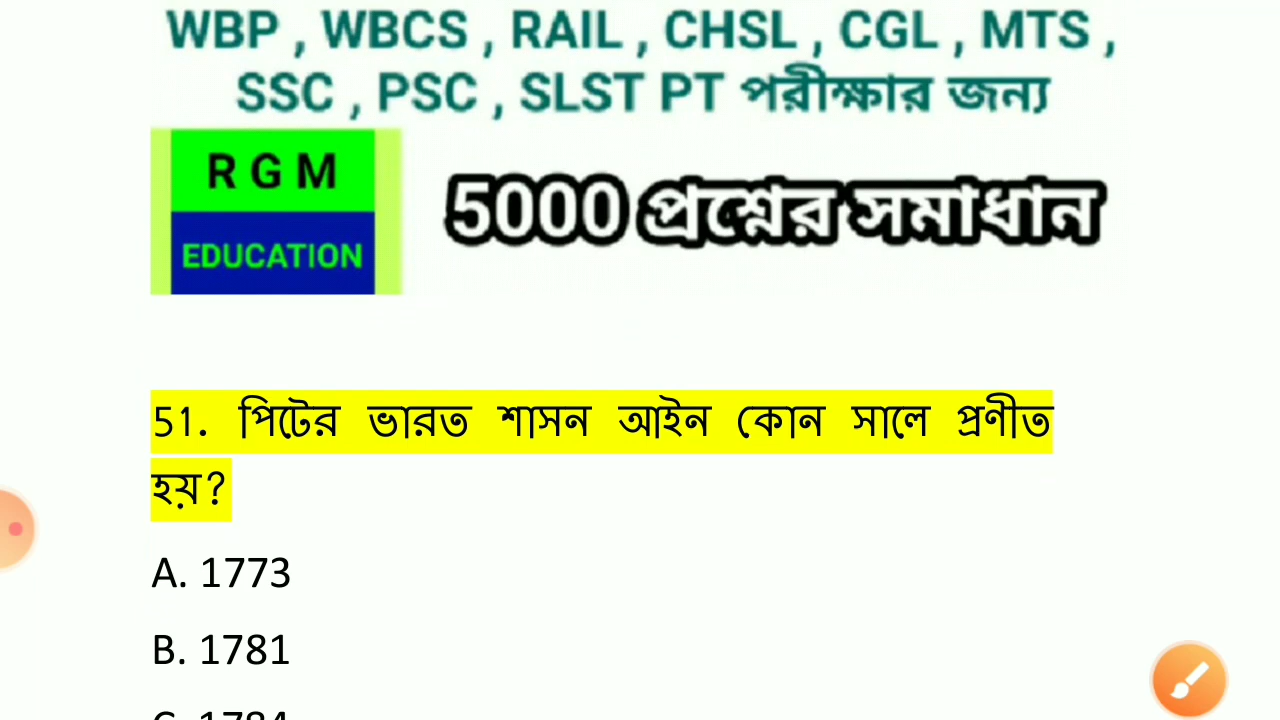 WBP , WBCS , RAIL , CHSL , CGL , MTS ,
SSC , PSC , SLST PT পরীক্ষার জন্য
R G M
EDUCATION
5000 প্রশ্নের সমাধান
51. পিটের ভারত শাসন আইন কোন সালে প্রণীত
হয়?
A. 1773
B. 1781
C. 1784